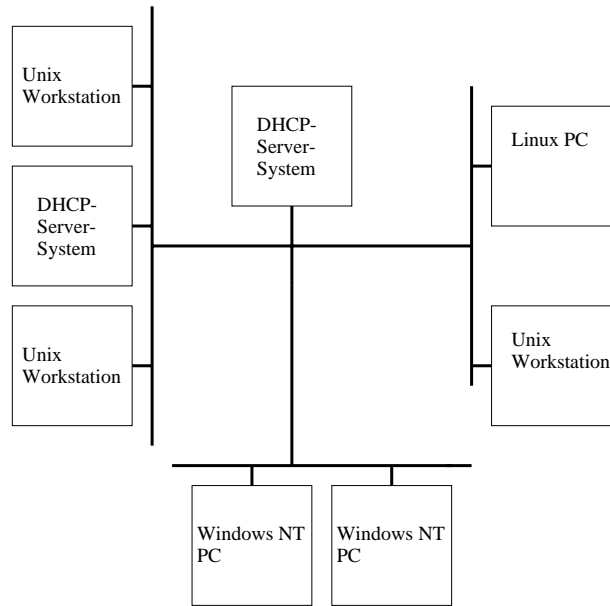 Unix
Workstation
DHCP-
Server-
System
DHCP-
Server-
System
Linux PC
Unix
Workstation
Unix
Workstation
Windows NT
PC
Windows NT
PC